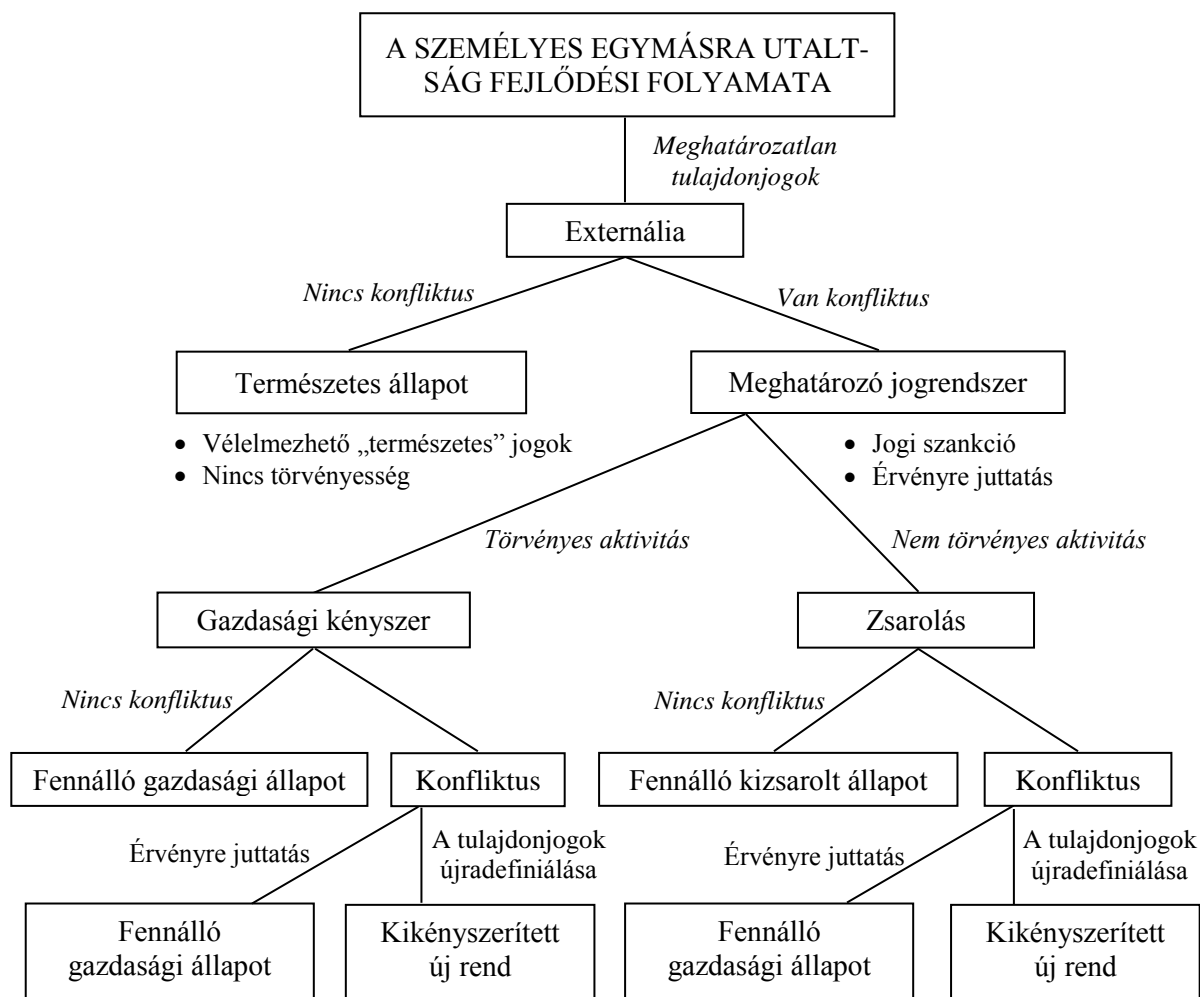 A SZEMÉLYES EGYMÁSRA UTALT-
SÁG FEJLŐDÉSI FOLYAMATA
Meghatározatlan
tulajdonjogok
Externália
Nincs konfliktus
Van konfliktus
Természetes állapot
Meghatározó jogrendszer
• Vélelmezhető „természetes” jogok
• Nincs törvényesség
• Jogi szankció
• Érvényre juttatás
Törvényes aktivitás
Nem törvényes aktivitás
Gazdasági kényszer
Zsarolás
Nincs konfliktus
Nincs konfliktus
Fennálló gazdasági állapot
Konfliktus
Fennálló kizsarolt állapot
Konfliktus
Érvényre juttatás
A tulajdonjogok
újradefiniálása
Érvényre juttatás
A tulajdonjogok
újradefiniálása
Fennálló
gazdasági állapot
Kikényszerített
új rend
Fennálló
gazdasági állapot
Kikényszerített
új rend